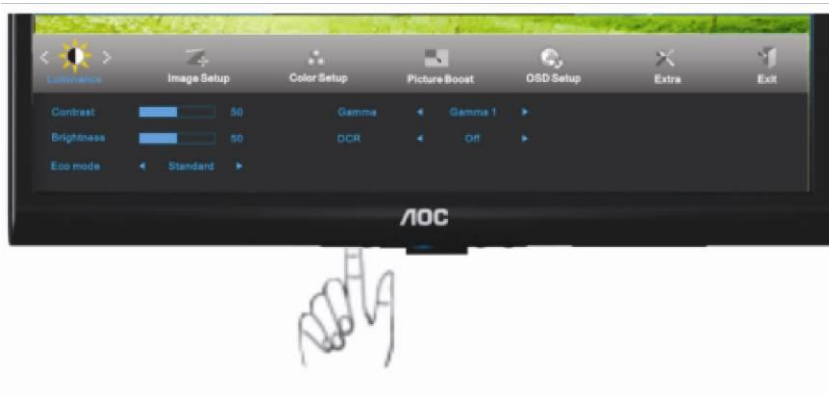 Luminance Image Setup Color Setup Picture Boost OSD Setup Extra Exit
Contrast 50 Gamma Gamma 1
Brightness 50 DCR Off
Eco mode Standard
AOC